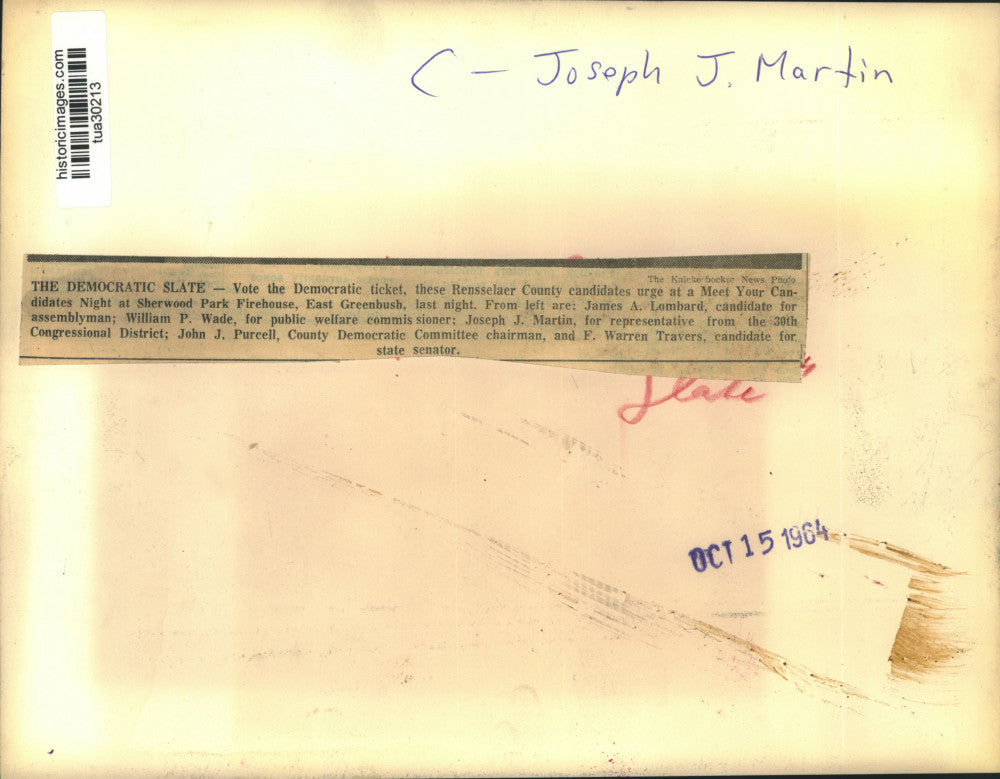 historicimages.com
tua30213
C – Joseph J. Martin
The Knickerbocker News Photo
THE DEMOCRATIC SLATE — Vote the Democratic ticket, these Rensselaer County candidates urge at a Meet Your Can-
didates Night at Sherwood Park Firehouse, East Greenbush, last night. From left are: James A. Lombard, candidate for
assemblyman; William P. Wade, for public welfare commissioner; Joseph J. Martin, for representative from the 30th
Congressional District; John J. Purcell, County Democratic Committee chairman, and F. Warren Travers, candidate for
state senator.
Slate"
OCT 15 1964